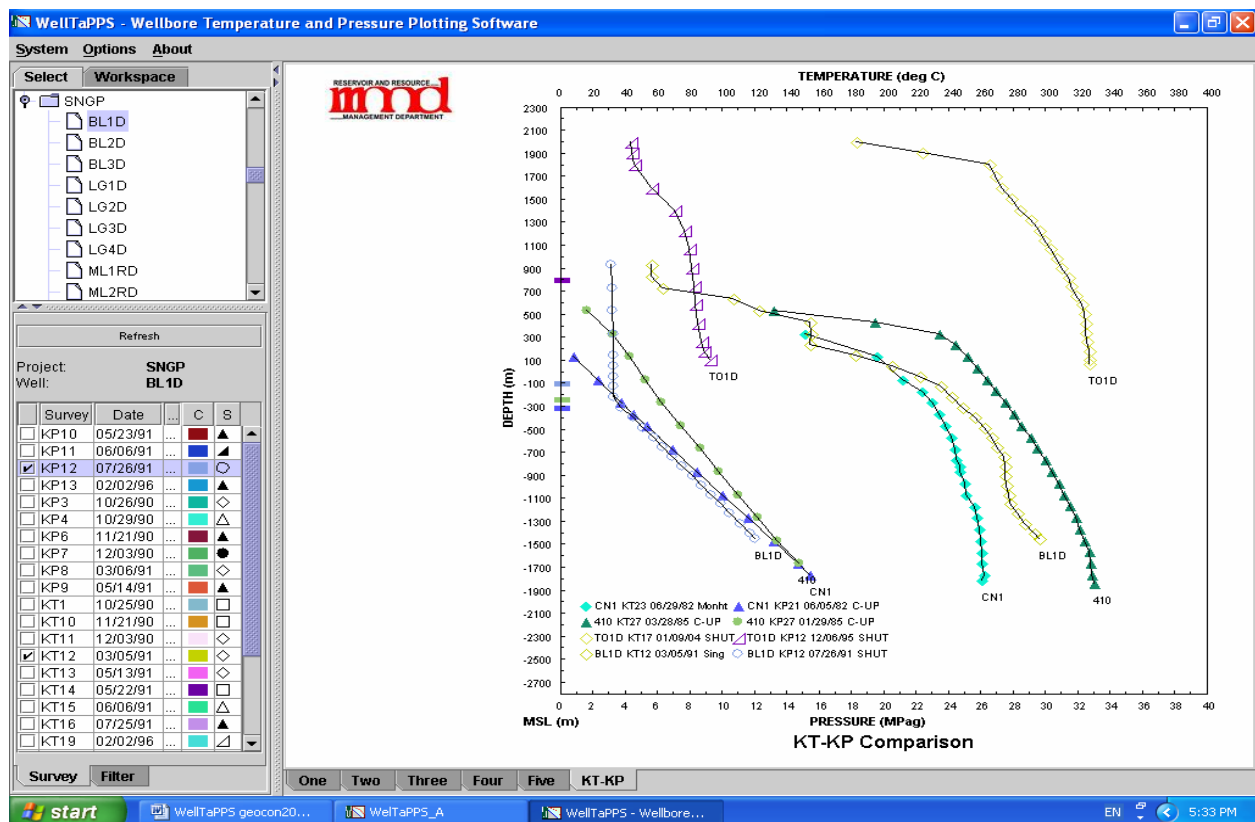 WellTaPPS - Wellbore Temperature and Pressure Plotting Software
System Options About
Select Workspace
SNGP
BL1D
BL2D
BL3D
LG1D
LG2D
LG3D
LG4D
ML1RD
ML2RD
Refresh
Project: SNGP
Well: BL1D
Survey Date ... C S
KP10 05/23/91 ...
KP11 06/06/91 ...
KP12 07/26/91 ...
KP13 02/02/96 ...
KP3 10/26/90 ...
KP4 10/29/90 ...
KP6 11/21/90 ...
KP7 12/03/90 ...
KP8 03/06/91 ...
KP9 05/14/91 ...
KT1 10/25/90 ...
KT10 11/21/90 ...
KT11 12/03/90 ...
KT12 03/05/91 ...
KT13 05/13/91 ...
KT14 05/22/91 ...
KT15 06/06/91 ...
KT16 07/25/91 ...
KT19 02/02/96 ...
Survey Filter
RESERVOIR AND RESOURCE
rmd
MANAGEMENT DEPARTMENT
TEMPERATURE (deg C)
0 20 40 60 80 100 120 140 160 180 200 220 240 260 280 300 320 340 360 380 400
2300
2100
1900
1700
1500
1300
1100
900
700
500
300
100
-100
-300
-500
-700
-900
-1100
-1300
-1500
-1700
-1900
-2100
-2300
-2500
-2700
DEPTH (m)
TO1D
TO1D
BL1D
410
CN1
BL1D
CN1
410
CN1 KT23 06/29/82 Monht CN1 KP21 06/05/82 C-UP
410 KT27 03/28/85 C-UP 410 KP27 01/29/85 C-UP
TO1D KT17 01/09/04 SHUT TO1D KP12 12/06/95 SHUT
BL1D KT12 03/05/91 Sing BL1D KP12 07/26/91 SHUT
0 2 4 6 8 10 12 14 16 18 20 22 24 26 28 30 32 34 36 38 40
MSL (m) PRESSURE (MPag)
KT-KP Comparison
One Two Three Four Five KT-KP
start WellTaPPS geocon20... WelTaPPS_A WellTaPPS - Wellbore... EN 5:33 PM